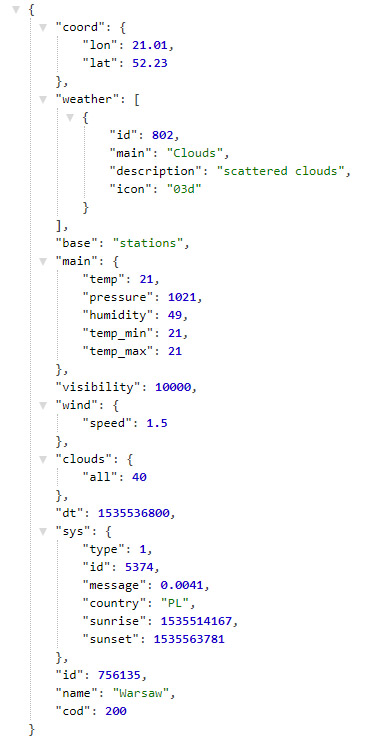 {
"coord": {
"lon": 21.01,
"lat": 52.23
},
"weather": [
{
"id": 802,
"main": "Clouds",
"description": "scattered clouds",
"icon": "03d"
}
],
"base": "stations",
"main": {
"temp": 21,
"pressure": 1021,
"humidity": 49,
"temp_min": 21,
"temp_max": 21
},
"visibility": 10000,
"wind": {
"speed": 1.5
},
"clouds": {
"all": 40
},
"dt": 1535536800,
"sys": {
"type": 1,
"id": 5374,
"message": 0.0041,
"country": "PL",
"sunrise": 1535514167,
"sunset": 1535563781
},
"id": 756135,
"name": "Warsaw",
"cod": 200
}